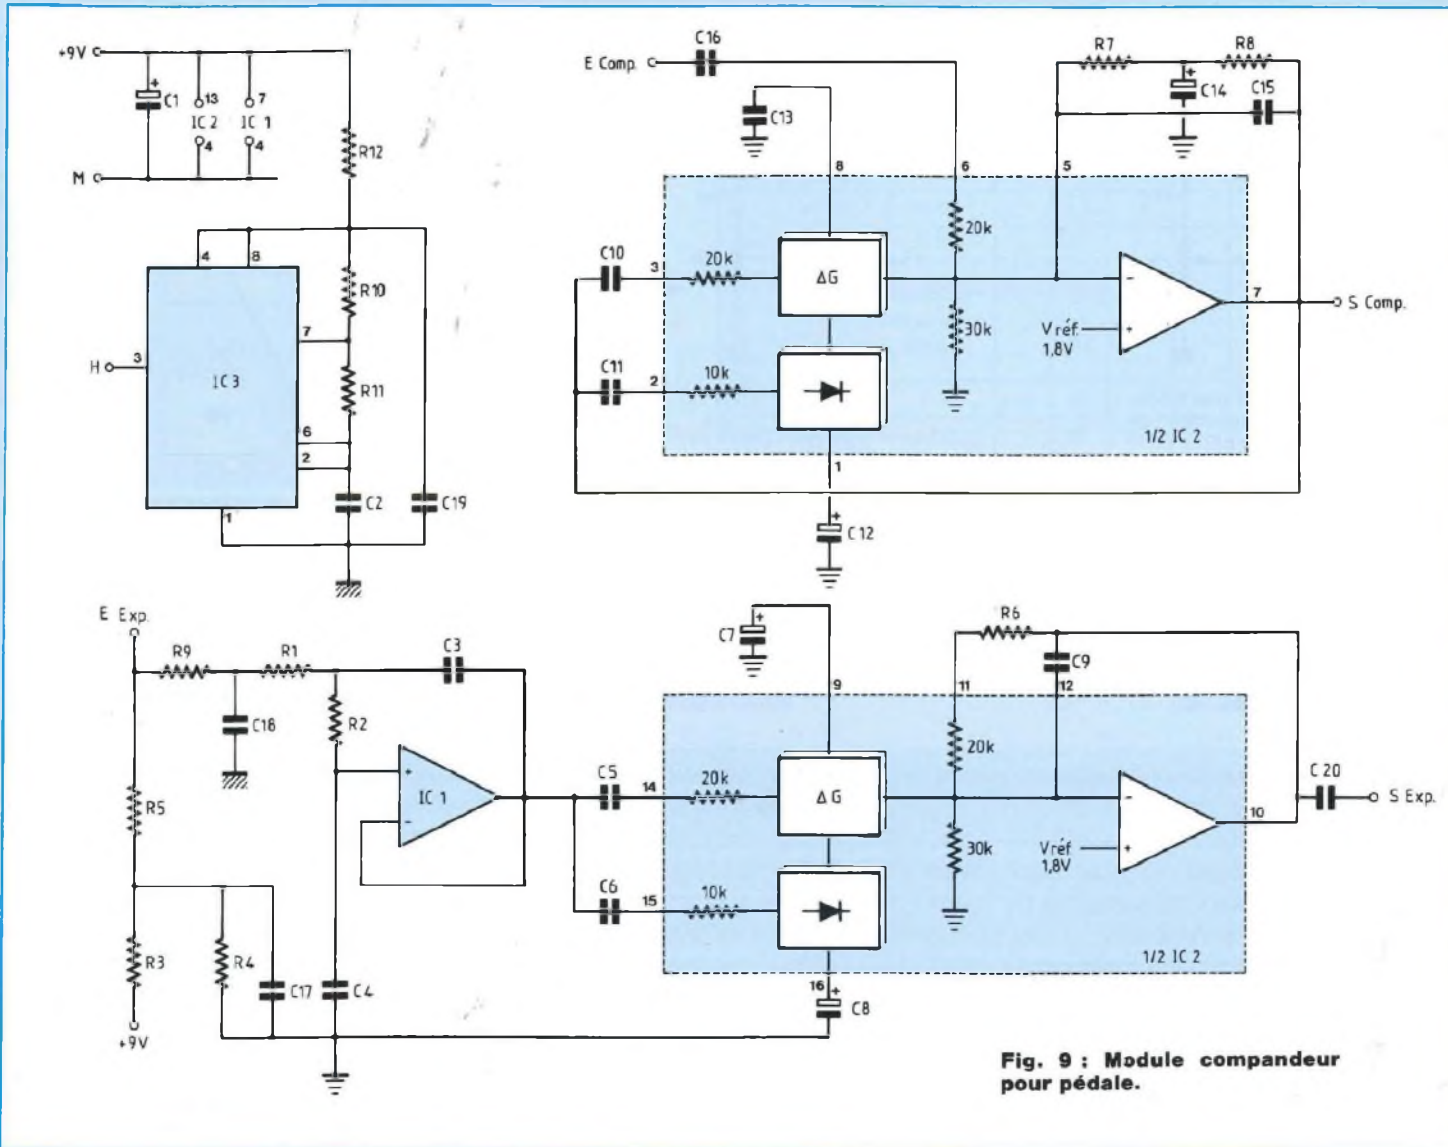 +9V
C1
13
IC 2
4
7
IC 1
4
M
R12
4
8
R10
7
R11
6
2
C2
C19
1
H
3
IC3
E Comp.
C16
C13
8
6
5
R7
R8
C14
C15
C10
3
20k
ΔG
20k
30k
Vréf.
1,8V
−
+
7
S Comp.
C11
2
10k
1/2 IC 2
1
+
C12
E Exp.
R9
R1
C3
C18
R2
R5
IC 1
+
−
R3
R4
C17
C4
+9V
C7
+
9
R6
C9
11
12
C5
14
20k
ΔG
20k
30k
Vréf.
1,8V
−
+
10
C 20
S Exp.
C6
15
10k
1/2 IC 2
16
+
C8
Fig. 9 : Module compandeur
pour pédale.